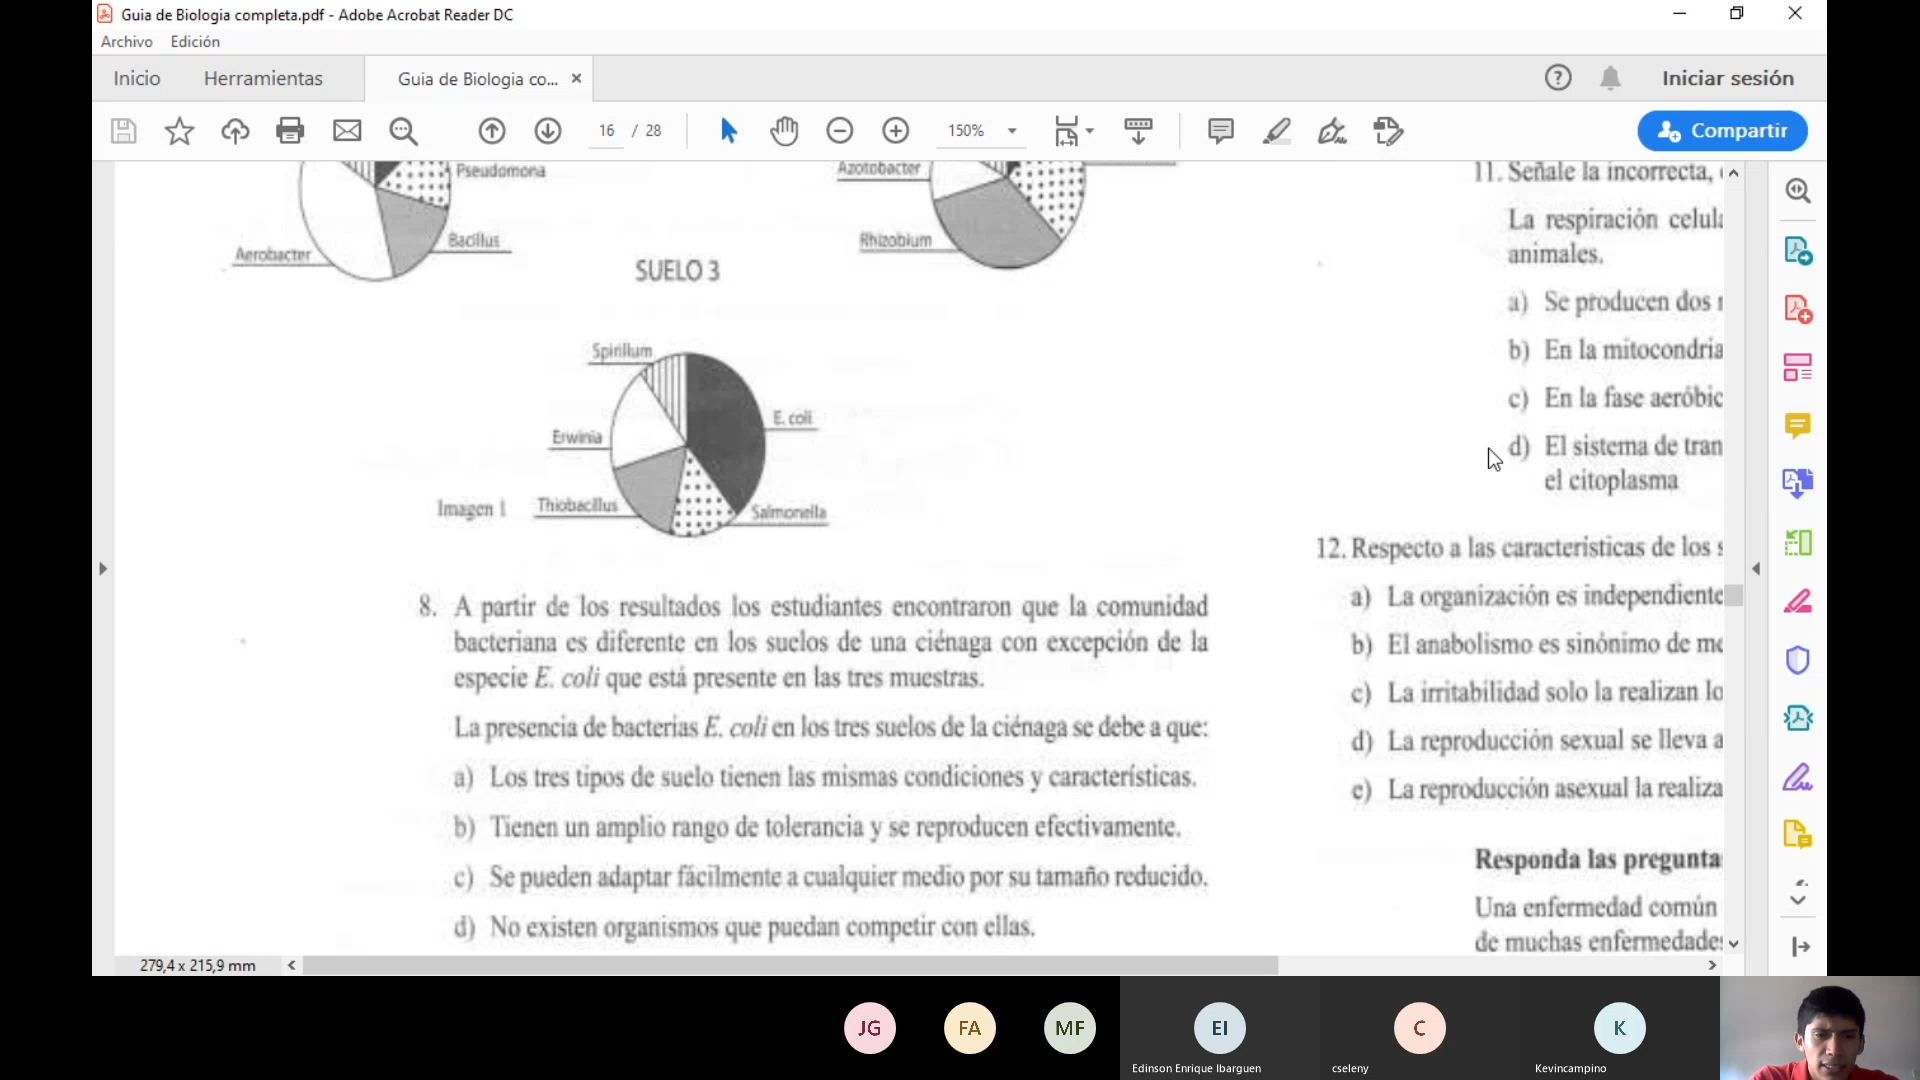 Guia de Biologia completa.pdf - Adobe Acrobat Reader DC
Archivo Edición
Inicio Herramientas Guia de Biologia co... Iniciar sesión
16 / 28 150% Compartir
Pseudomona
Bacillus
Aerobacter
Azotobacter
Rhizobium
SUELO 3
Spirillum
E. coli
Erwinia
Thiobacillus
Salmonella
Imagen 1
8. A partir de los resultados los estudiantes encontraron que la comunidad
bacteriana es diferente en los suelos de una ciénaga con excepción de la
especie E. coli que está presente en las tres muestras.
La presencia de bacterias E. coli en los tres suelos de la ciénaga se debe a que:
a) Los tres tipos de suelo tienen las mismas condiciones y características.
b) Tienen un amplio rango de tolerancia y se reproducen efectivamente.
c) Se pueden adaptar fácilmente a cualquier medio por su tamaño reducido.
d) No existen organismos que puedan competir con ellas.
11. Señale la incorrecta,
La respiración celula
animales.
a) Se producen dos
b) En la mitocondria
c) En la fase aeróbic
d) El sistema de tran
el citoplasma
12. Respecto a las características de los s
a) La organización es independiente
b) El anabolismo es sinónimo de me
c) La irritabilidad solo la realizan lo
d) La reproducción sexual se lleva a
e) La reproducción asexual la realiza
Responda las pregunta
Una enfermedad común
de muchas enfermedades
279,4 x 215,9 mm
JG FA MF EI C K
Edinson Enrique Ibarguen cseleny Kevincampino